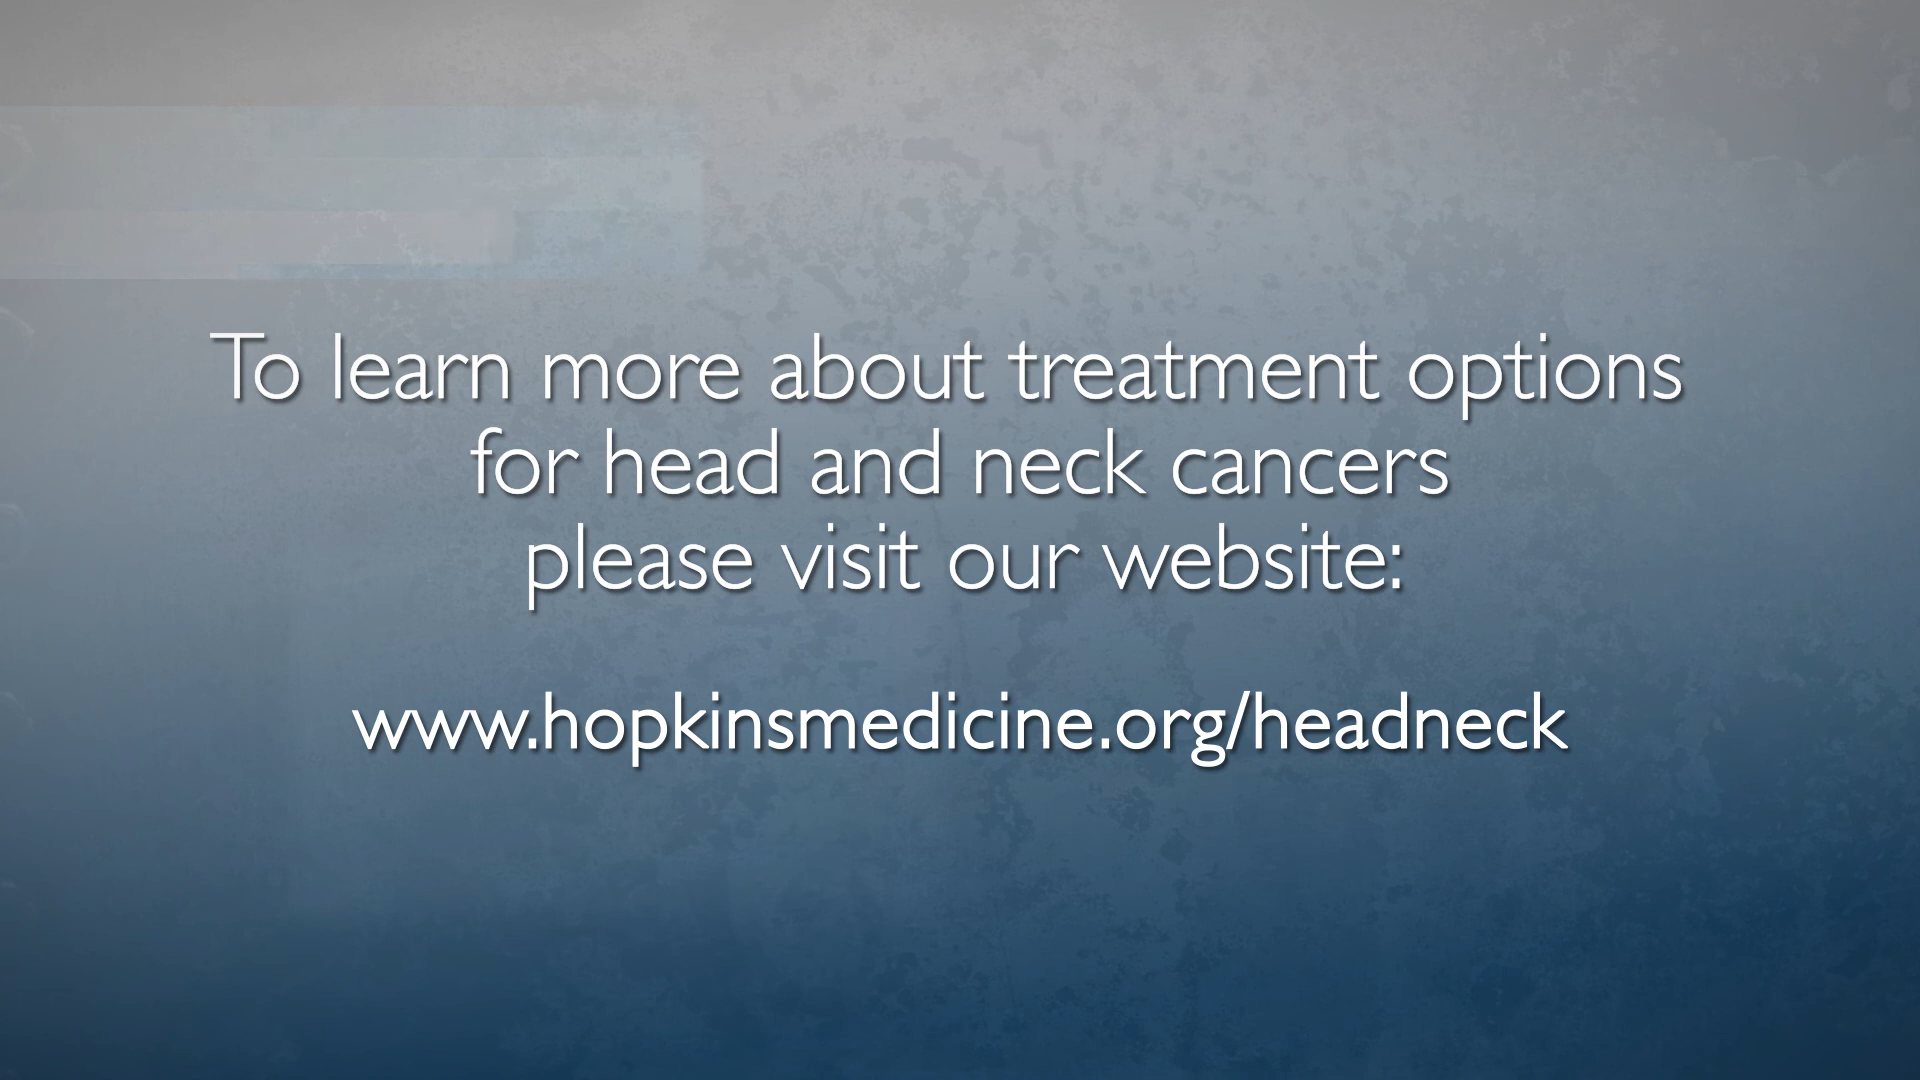 To learn more about treatment options
for head and neck cancers
please visit our website:
www.hopkinsmedicine.org/headneck